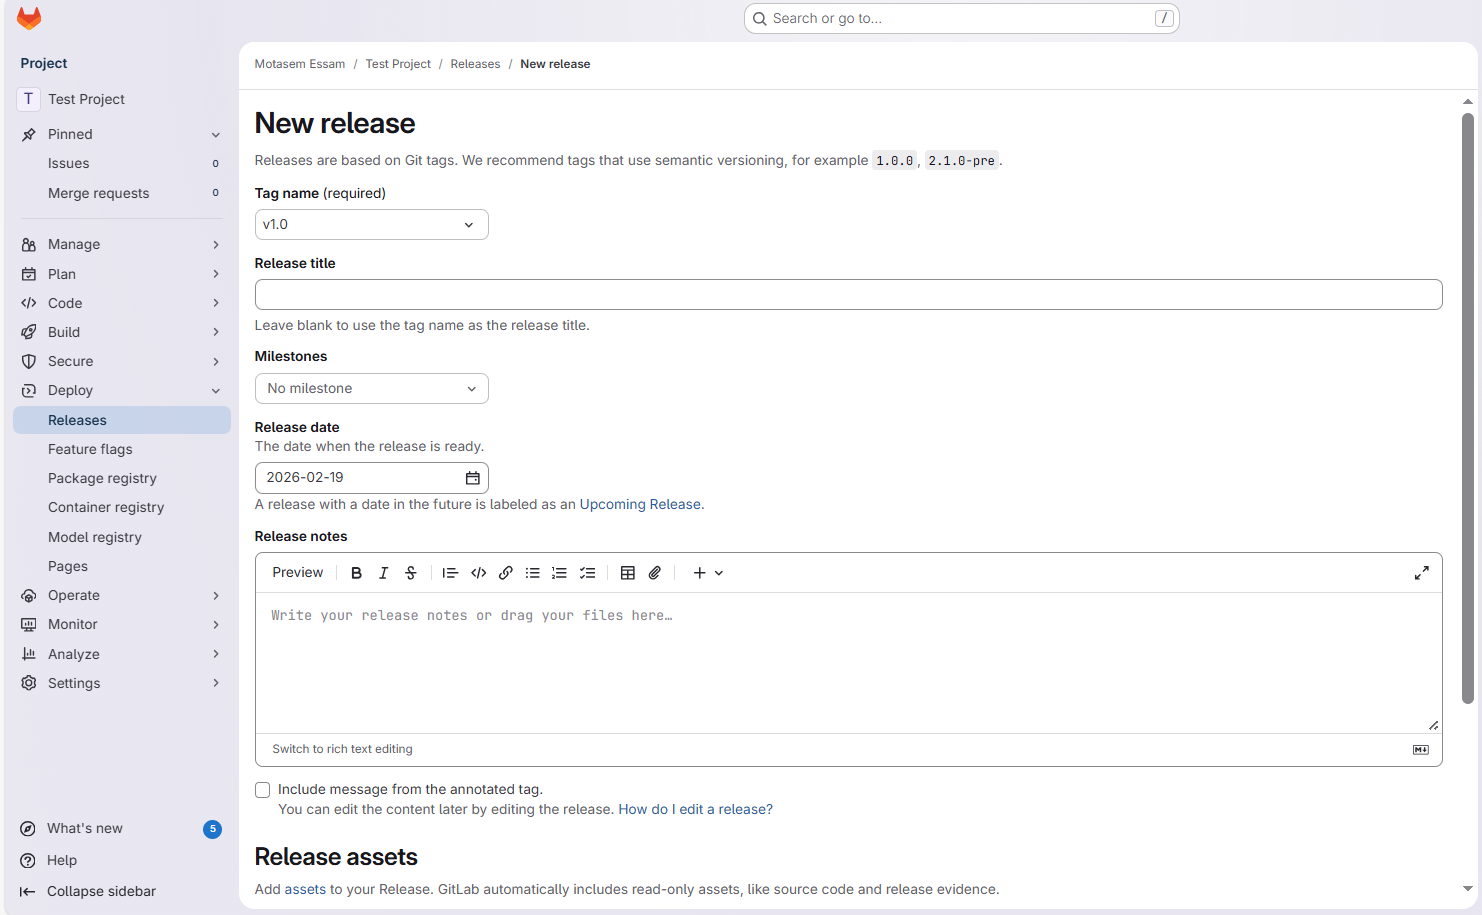 Search or go to...
/
Project
T
Test Project
Pinned
Issues
0
Merge requests
0
Manage
Plan
Code
Build
Secure
Deploy
Releases
Feature flags
Package registry
Container registry
Model registry
Pages
Operate
Monitor
Analyze
Settings
What's new
5
Help
Collapse sidebar
Motasem Essam / Test Project / Releases / New release
New release
Releases are based on Git tags. We recommend tags that use semantic versioning, for example 1.0.0, 2.1.0-pre.
Tag name (required)
v1.0
Release title
Leave blank to use the tag name as the release title.
Milestones
No milestone
Release date
The date when the release is ready.
2026-02-19
A release with a date in the future is labeled as an Upcoming Release.
Release notes
Preview
Write your release notes or drag your files here…
Switch to rich text editing
Include message from the annotated tag.
You can edit the content later by editing the release. How do I edit a release?
Release assets
Add assets to your Release. GitLab automatically includes read-only assets, like source code and release evidence.